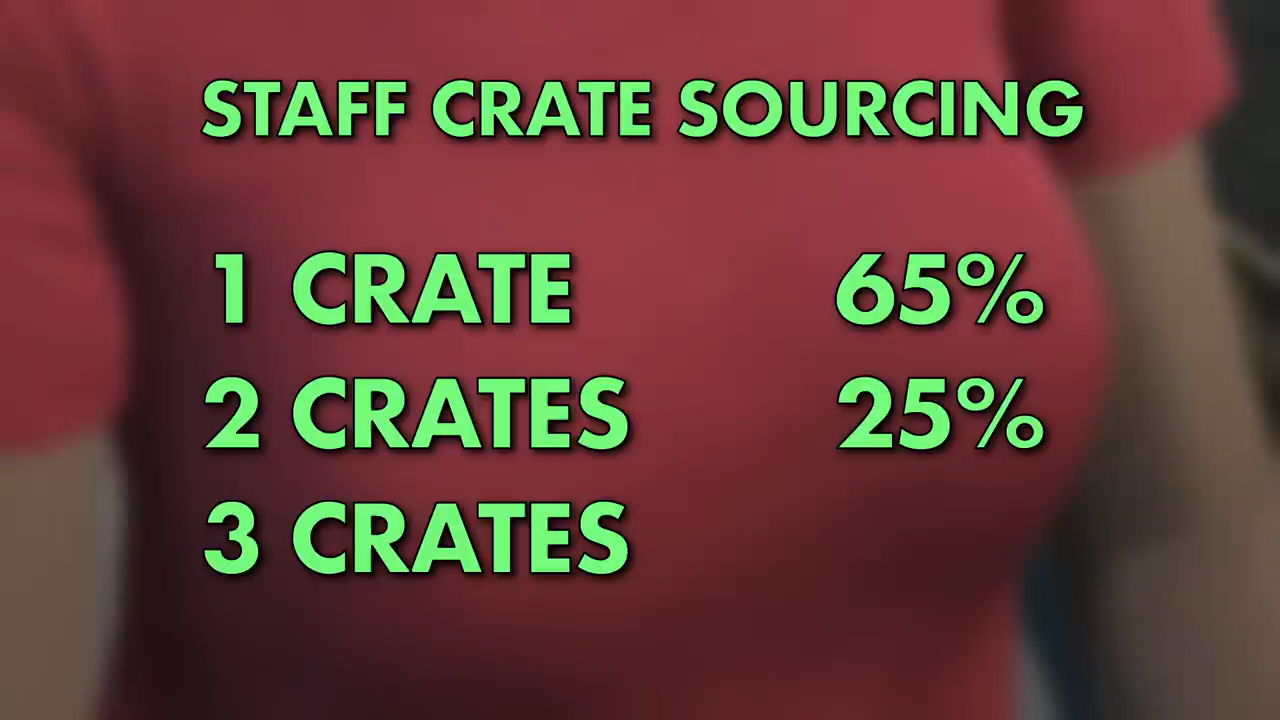 STAFF CRATE SOURCING
1 CRATE 65%
2 CRATES 25%
3 CRATES